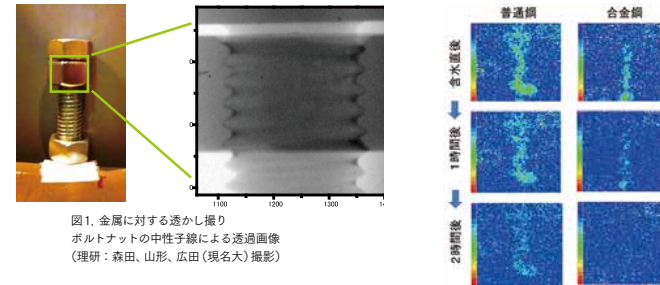 1100
1200
1300
図1. 金属に対する透かし撮り
ボルトナットの中性子線による透過画像
(理研：森田、山形、広田(現名大)撮影)
普通鋼
合金鋼
含水直後
1時間後
2時間後